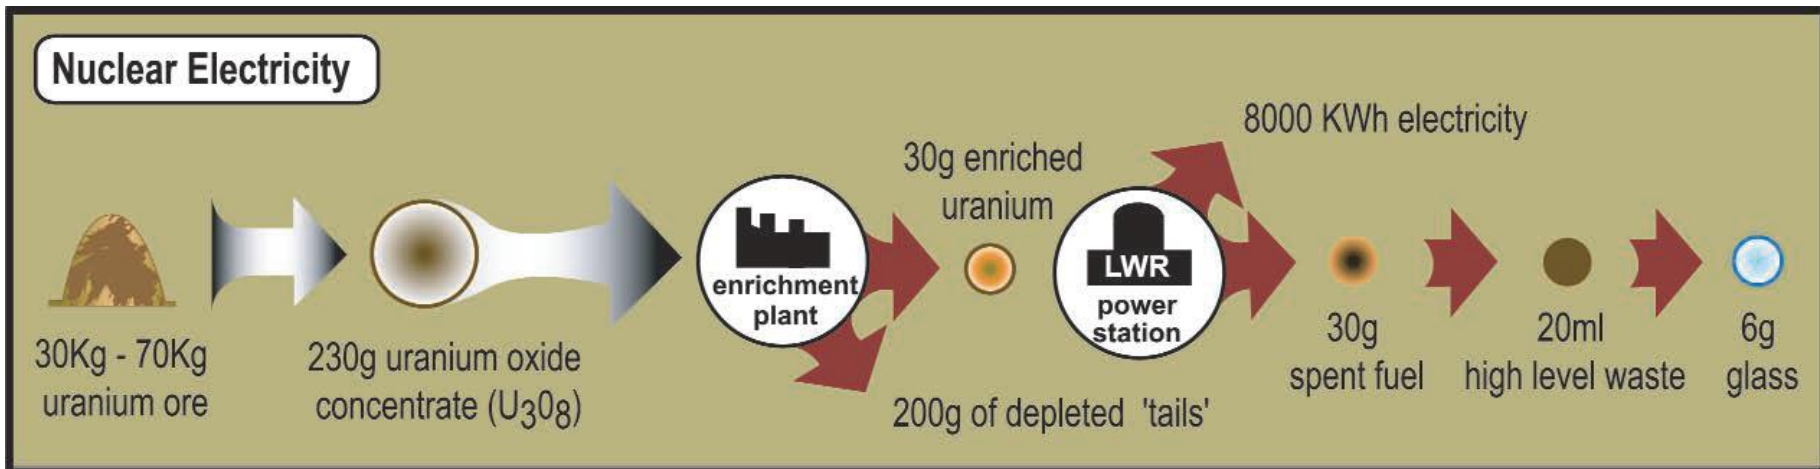 Nuclear Electricity
30Kg - 70Kg
uranium ore
230g uranium oxide
concentrate (U308)
enrichment
plant
30g enriched
uranium
200g of depleted 'tails'
LWR
power
station
8000 KWh electricity
30g
spent fuel
20ml
high level waste
6g
glass